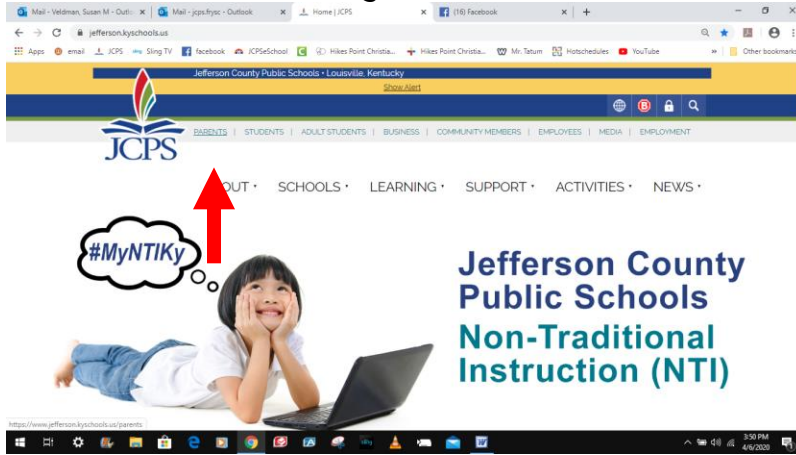 Mail - Veldman, Susan M - Outlo
Mail - jcps.frysc - Outlook
Home | JCPS
(16) Facebook
jefferson.kyschools.us
Apps
email
JCPS
Sling TV
facebook
JCPSeSchool
Hikes Point Christia...
Hikes Point Christia...
Mr. Tatum
Hotschedules
YouTube
Other bookmarks
Jefferson County Public Schools • Louisville, Kentucky
Show Alert
JCPS
PARENTS | STUDENTS | ADULT STUDENTS | BUSINESS | COMMUNITY MEMBERS | EMPLOYEES | MEDIA | EMPLOYMENT
OUT
SCHOOLS
LEARNING
SUPPORT
ACTIVITIES
NEWS
#MyNTIKy
Jefferson County
Public Schools
Non-Traditional
Instruction (NTI)
https://www.jefferson.kyschools.us/parents
3:50 PM
4/6/2020